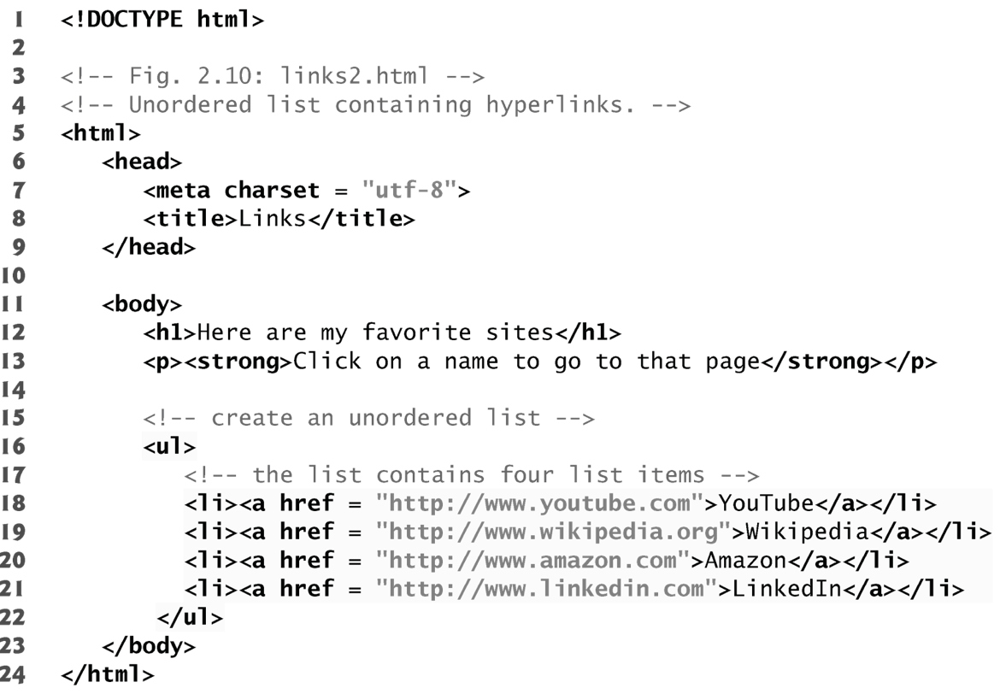 1 <!DOCTYPE html>
2
3 <!-- Fig. 2.10: links2.html -->
4 <!-- Unordered list containing hyperlinks. -->
5 <html>
6    <head>
7       <meta charset = "utf-8">
8       <title>Links</title>
9    </head>
10
11    <body>
12       <h1>Here are my favorite sites</h1>
13       <p><strong>Click on a name to go to that page</strong></p>
14
15       <!-- create an unordered list -->
16       <ul>
17          <!-- the list contains four list items -->
18          <li><a href = "http://www.youtube.com">YouTube</a></li>
19          <li><a href = "http://www.wikipedia.org">Wikipedia</a></li>
20          <li><a href = "http://www.amazon.com">Amazon</a></li>
21          <li><a href = "http://www.linkedin.com">LinkedIn</a></li>
22        </ul>
23    </body>
24 </html>